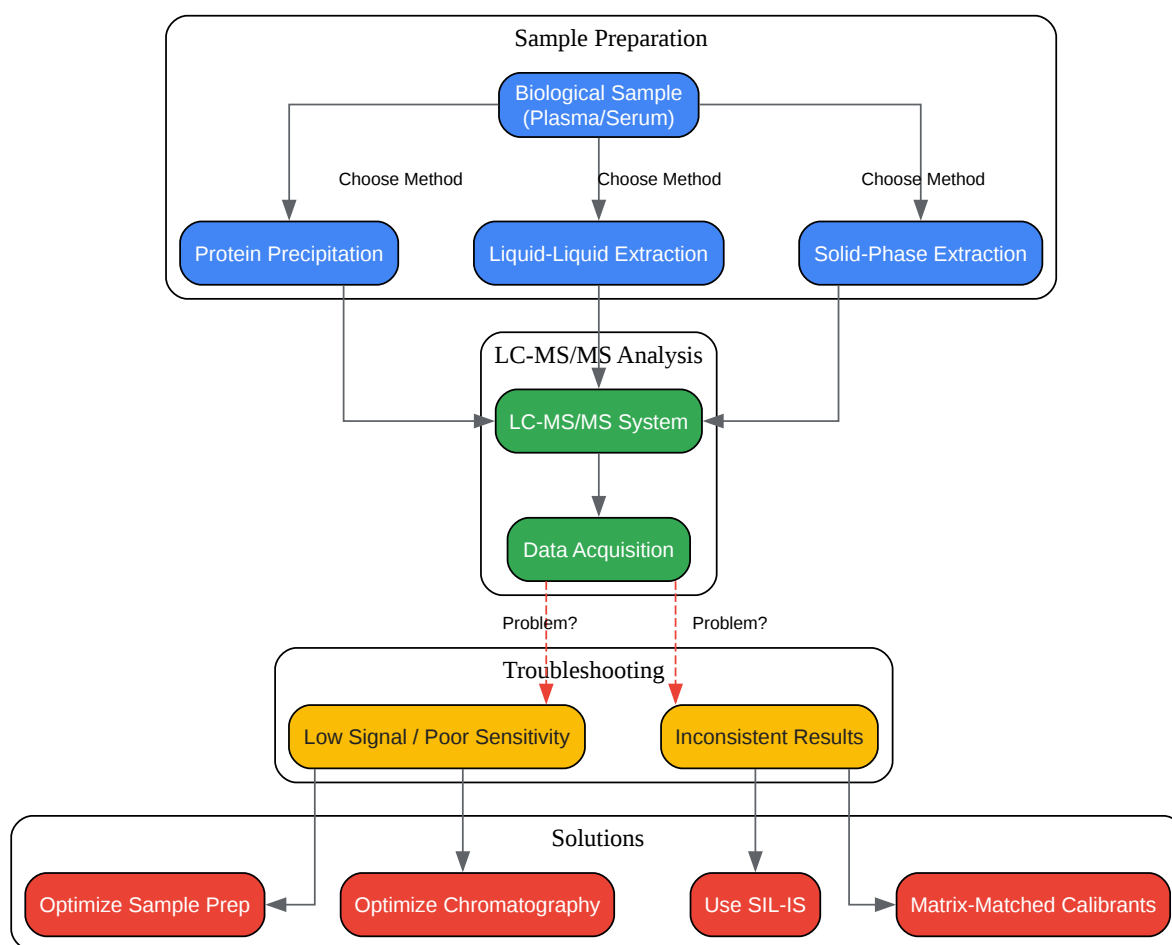 Sample Preparation
Biological Sample
(Plasma/Serum)
Choose Method
Choose Method
Choose Method
Protein Precipitation
Liquid-Liquid Extraction
Solid-Phase Extraction
LC-MS/MS Analysis
LC-MS/MS System
Data Acquisition
Problem?
Problem?
Troubleshooting
Low Signal / Poor Sensitivity
Inconsistent Results
Solutions
Optimize Sample Prep
Optimize Chromatography
Use SIL-IS
Matrix-Matched Calibrants